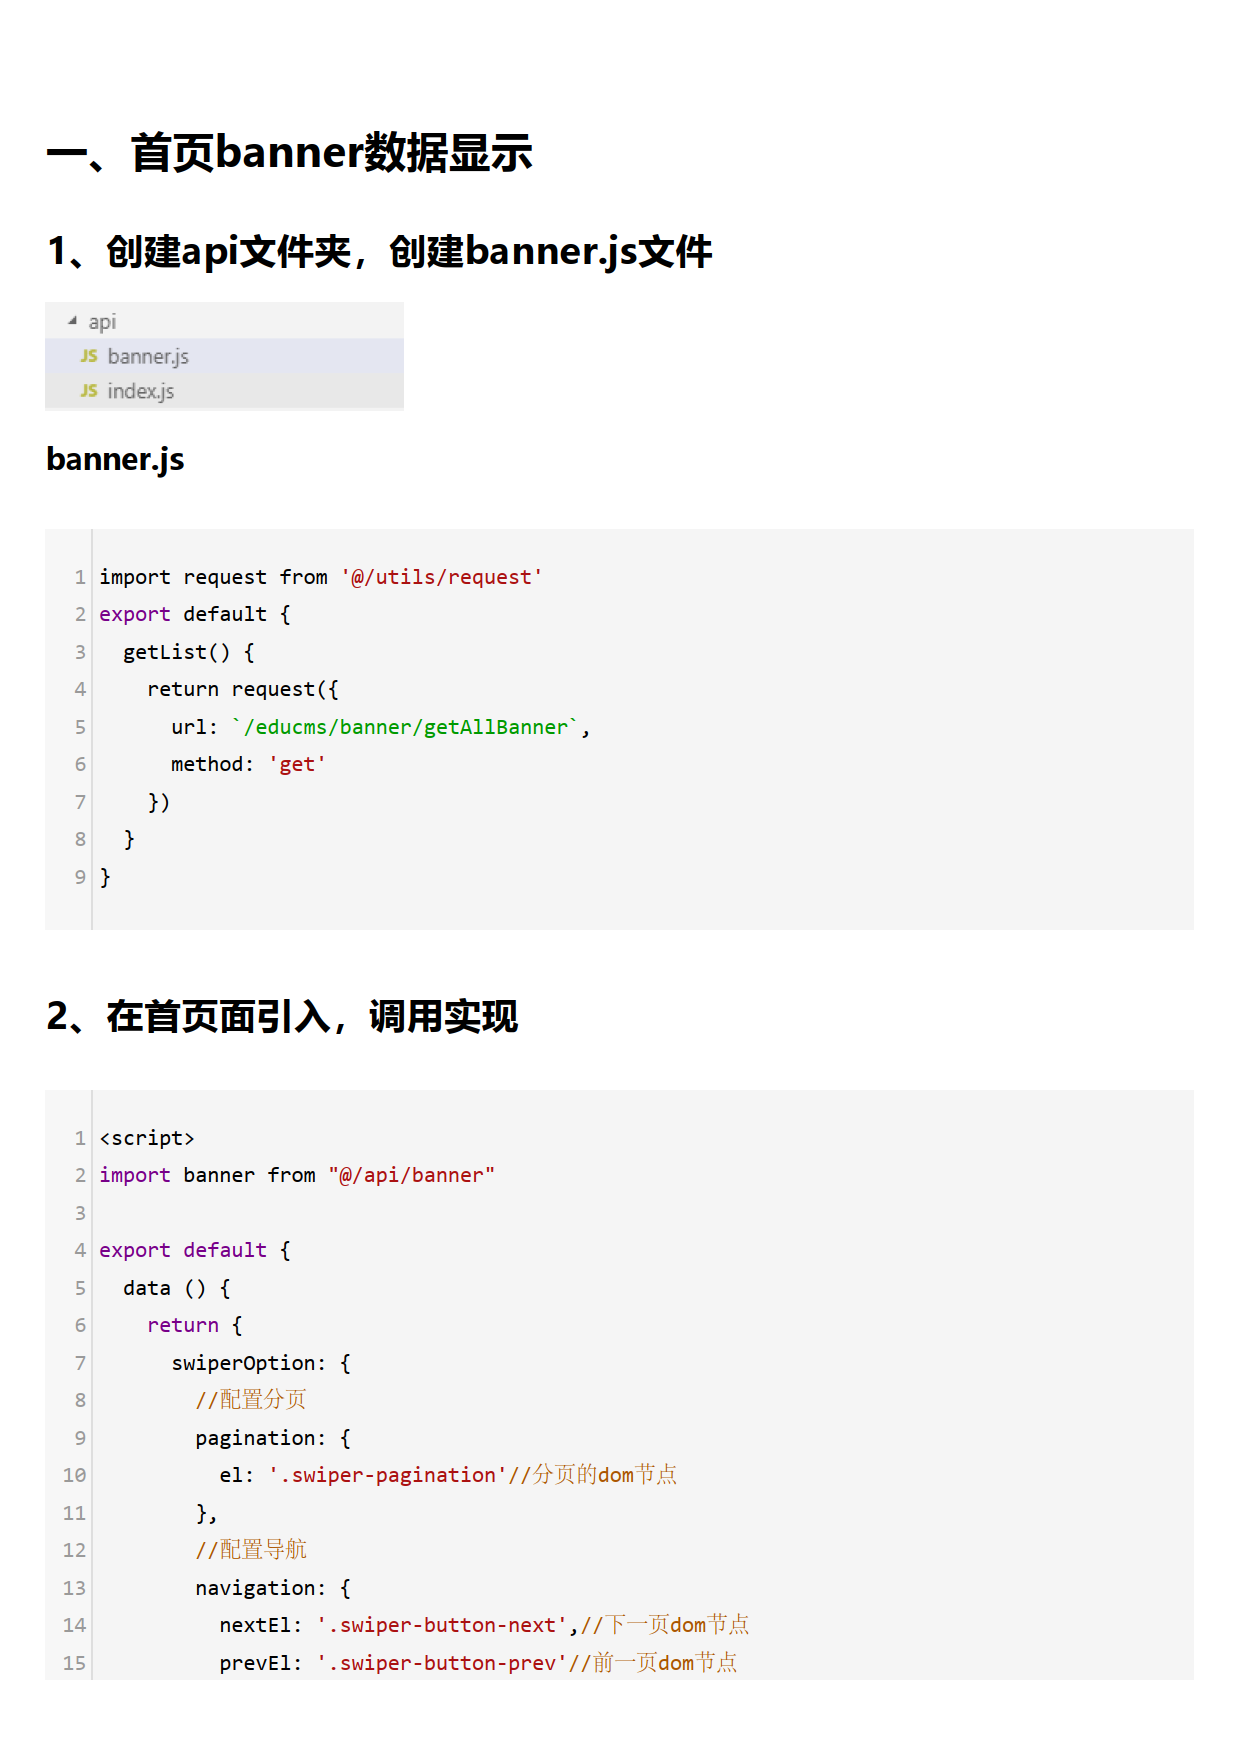 一、首页banner数据显示
1、创建api文件夹，创建banner.js文件
api
JS banner.js
JS index.js
banner.js
1 import request from '@/utils/request'
2 export default {
3   getList() {
4     return request({
5       url: `/educms/banner/getAllBanner`,
6       method: 'get'
7     })
8   }
9 }
2、在首页面引入，调用实现
1 <script>
2 import banner from "@/api/banner"
3
4 export default {
5   data () {
6     return {
7       swiperOption: {
8         //配置分页
9         pagination: {
10           el: '.swiper-pagination'//分页的dom节点
11         },
12         //配置导航
13         navigation: {
14           nextEl: '.swiper-button-next',//下一页dom节点
15           prevEl: '.swiper-button-prev'//前一页dom节点